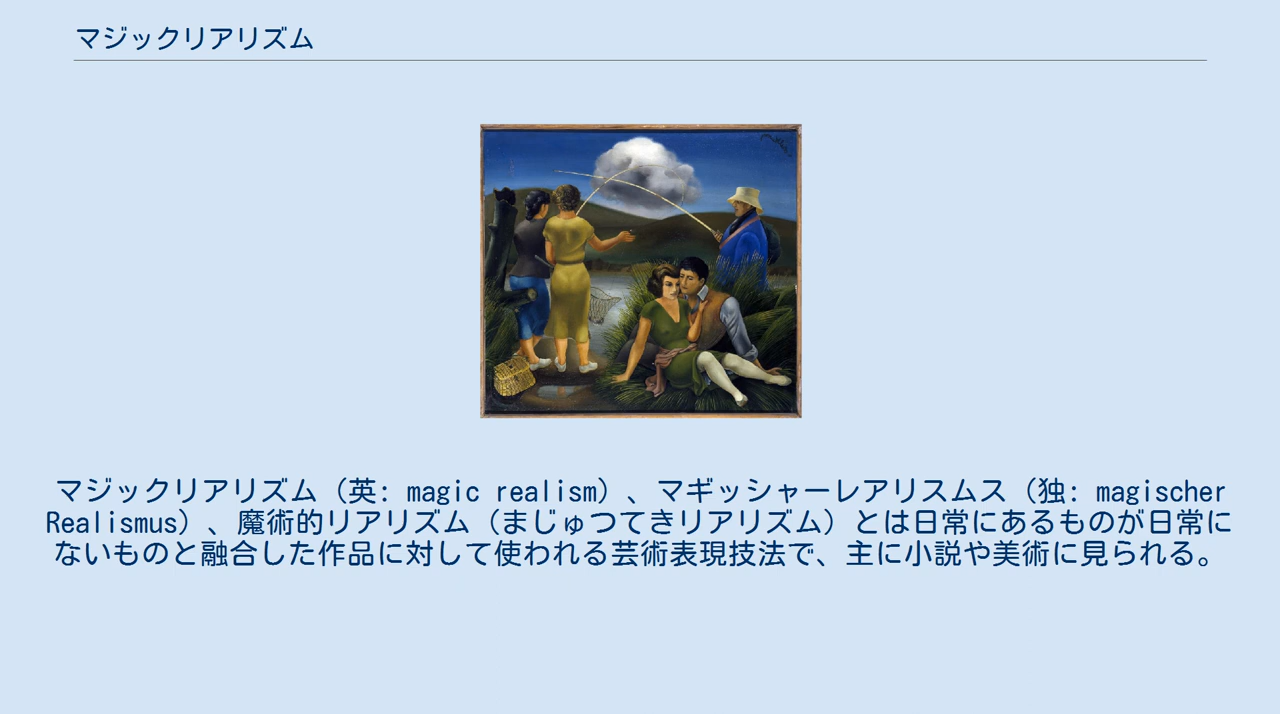 マジックリアリズム
マジックリアリズム（英: magic realism）、マギッシャーレアリスムス（独: magischer
Realismus）、魔術的リアリズム（まじゅつてきリアリズム）とは日常にあるものが日常に
ないものと融合した作品に対して使われる芸術表現技法で、主に小説や美術に見られる。